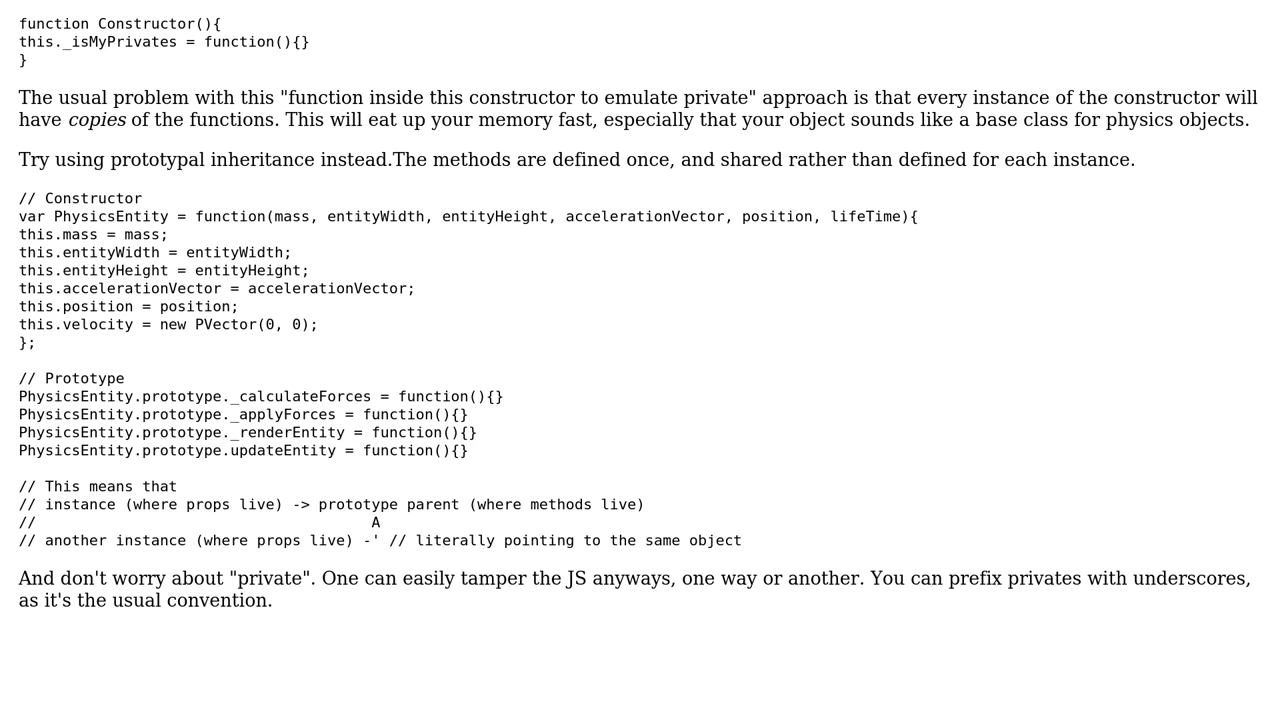 function Constructor(){
this._isMyPrivates = function(){}
}
The usual problem with this "function inside this constructor to emulate private" approach is that every instance of the constructor will
have copies of the functions. This will eat up your memory fast, especially that your object sounds like a base class for physics objects.
Try using prototypal inheritance instead.The methods are defined once, and shared rather than defined for each instance.
// Constructor
var PhysicsEntity = function(mass, entityWidth, entityHeight, accelerationVector, position, lifeTime){
this.mass = mass;
this.entityWidth = entityWidth;
this.entityHeight = entityHeight;
this.accelerationVector = accelerationVector;
this.position = position;
this.velocity = new PVector(0, 0);
};
// Prototype
PhysicsEntity.prototype._calculateForces = function(){}
PhysicsEntity.prototype._applyForces = function(){}
PhysicsEntity.prototype._renderEntity = function(){}
PhysicsEntity.prototype.updateEntity = function(){}
// This means that
// instance (where props live) -> prototype parent (where methods live)
//                                      A
// another instance (where props live) -' // literally pointing to the same object
And don't worry about "private". One can easily tamper the JS anyways, one way or another. You can prefix privates with underscores,
as it's the usual convention.